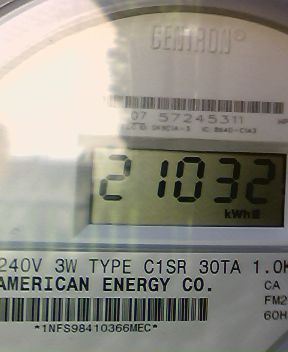 CENTRON®
07 57245311
21032
kWh
240V 3W TYPE C1SR 30TA 1.0K
AMERICAN ENERGY CO. CA
FM2
*1NFS98410366MEC* 60H